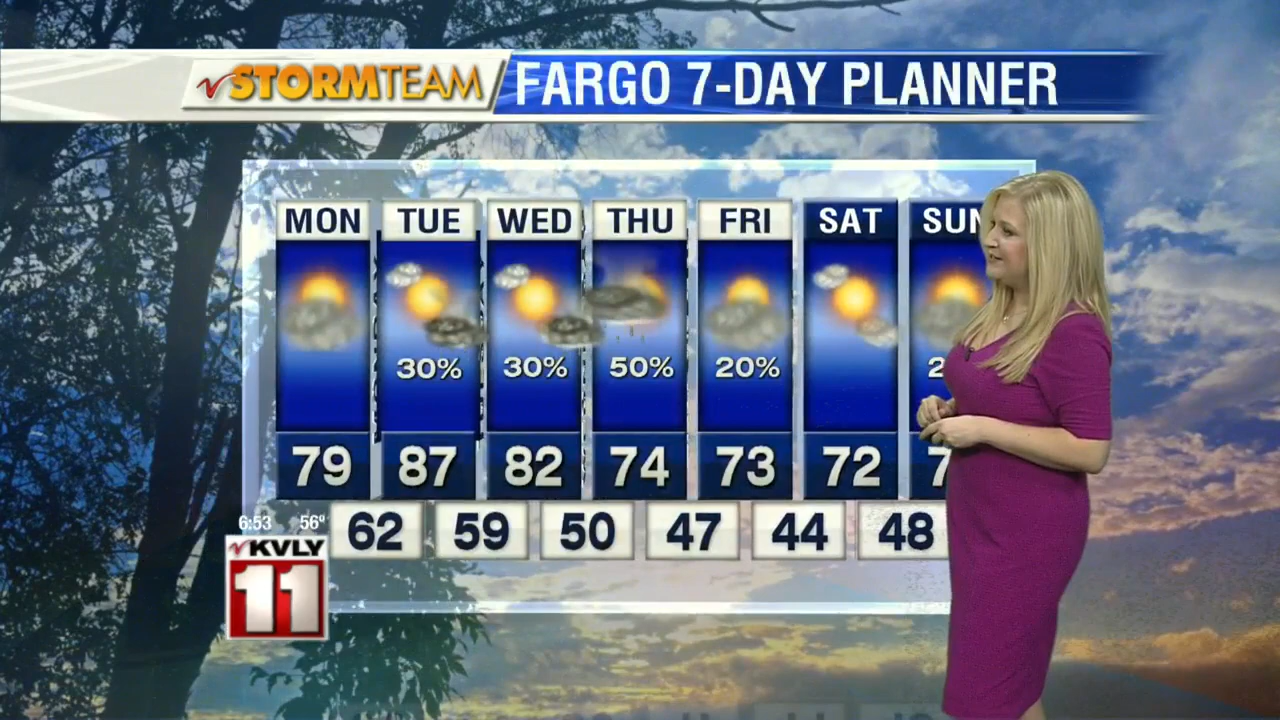 STORMTEAM FARGO 7-DAY PLANNER
MON TUE WED THU FRI SAT SUN
30% 30% 50% 20%
79 87 82 74 73 72
6:53 56°
62 59 50 47 44 48
KVLY
11